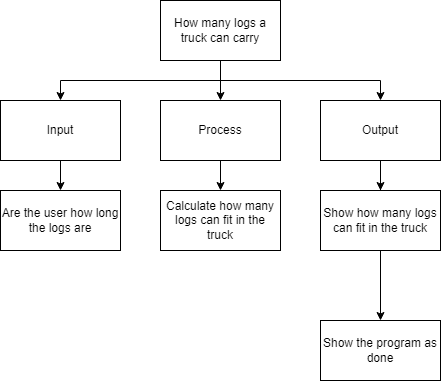 How many logs a
truck can carry
Input
Process
Output
Are the user how long
the logs are
Calculate how many
logs can fit in the
truck
Show how many logs
can fit in the truck
Show the program as
done